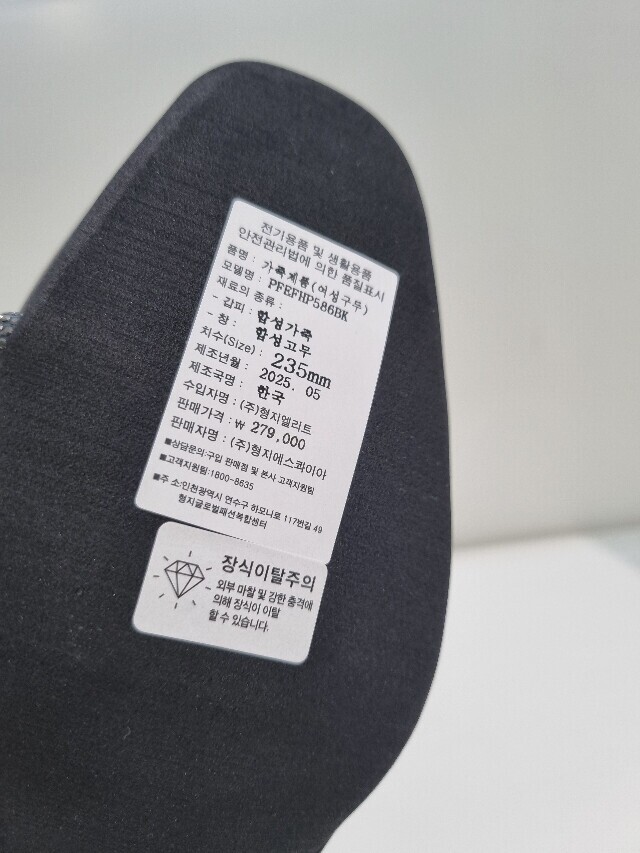 전기용품 및 생활용품
안전관리법에 의한 품질표시
품명 : 가죽제품(여성구두)
모델명 : PFEFHP586BK
재료의 종류 :
- 갑피 : 합성가죽
- 창 : 합성고무
치수(Size) : 235mm
제조년월 : 2025. 05
제조국명 : 한국
수입자명 : (주)형지엘리트
판매가격 : ₩ 279,000
판매자명 : (주)형지에스콰이아
■상담문의:구입 판매점 및 본사 고객지원팀
■고객지원팀:1800-8635
■주 소:인천광역시 연수구 하모니로 177번길 49
형지글로벌패션복합센터
장식이탈주의
외부 마찰 및 강한 충격에
의해 장식이 이탈
할 수 있습니다.